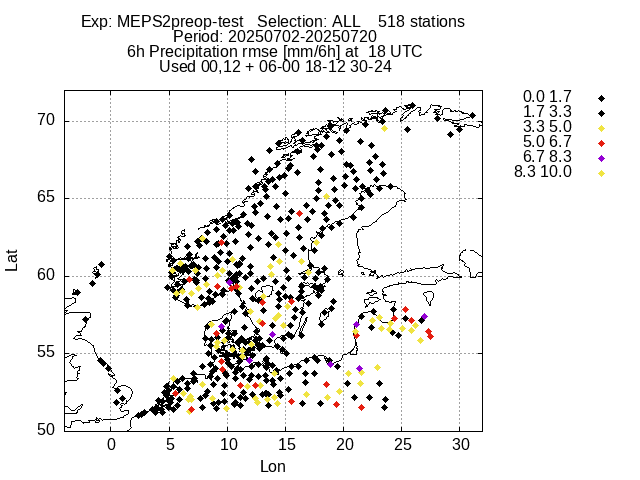 Exp: MEPS2preop-test   Selection: ALL    518 stations
Period: 20250702-20250720
6h Precipitation rmse [mm/6h] at  18 UTC
Used 00,12 + 06-00 18-12 30-24
0.0 1.7
1.7 3.3
3.3 5.0
5.0 6.7
6.7 8.3
8.3 10.0
70
65
60
55
50
Lat
0 5 10 15 20 25 30
Lon